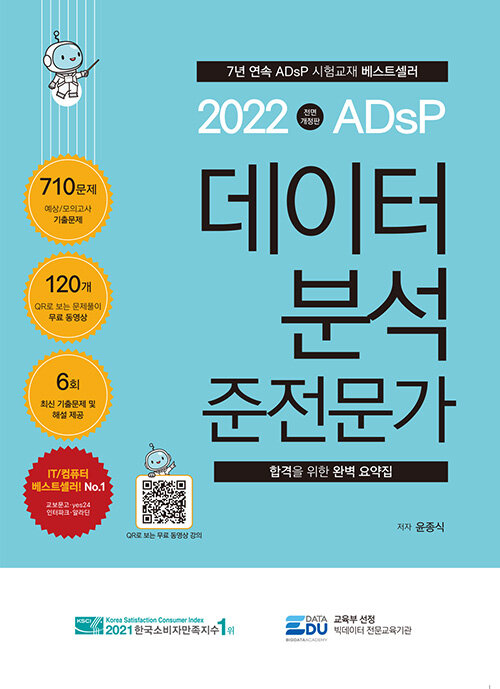 7년 연속 ADsP 시험교재 베스트셀러
2022 전면 개정판 ADsP
데이터
분석
준전문가
합격을 위한 완벽 요약집
저자 윤종식
710문제
예상/모의고사
기출문제
120개
QR로 보는 문제풀이
무료 동영상
6회
최신 기출문제 및
해설 제공
IT/컴퓨터
베스트셀러! No.1
교보문고·yes24
인터파크·알라딘
QR로 보는 무료 동영상 강의
KSCI Korea Satisfaction Consumer Index
2021 한국소비자만족지수 1위
DATA
EDU
BIGDATA ACADEMY
교육부 선정
빅데이터 전문교육기관